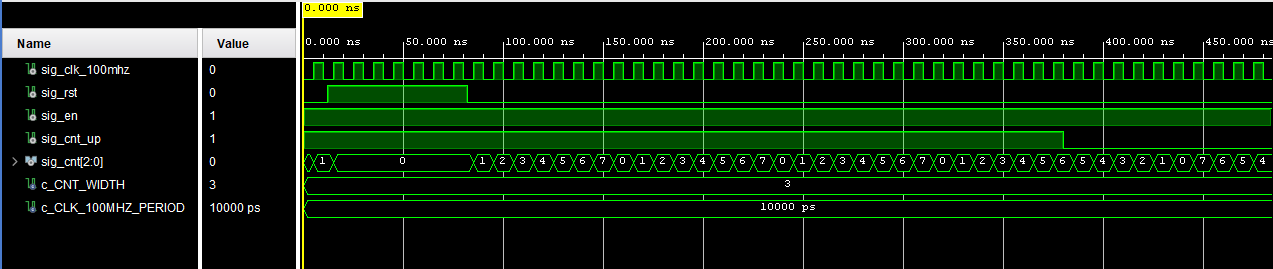 0.000 ns
Name Value
0.000 ns 50.000 ns 100.000 ns 150.000 ns 200.000 ns 250.000 ns 300.000 ns 350.000 ns 400.000 ns 450.000 ns
sig_clk_100mhz 0
sig_rst 0
sig_en 1
sig_cnt_up 1
sig_cnt[2:0] 0 1 0 1 2 3 4 5 6 7 0 1 2 3 4 5 6 7 0 1 2 3 4 5 6 7 0 1 2 3 4 5 6 5 4 3 2 1 0 7 6 5 4
c_CNT_WIDTH 3 3
c_CLK_100MHZ_PERIOD 10000 ps 10000 ps